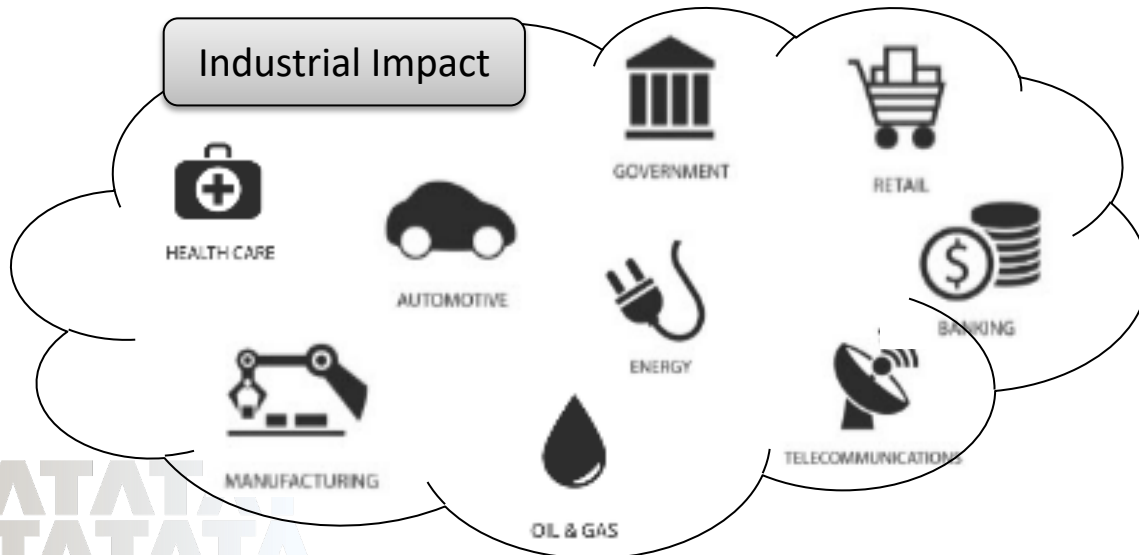 Industrial Impact
GOVERNMENT
RETAIL
HEALTH CARE
AUTOMOTIVE
BANKING
ENERGY
TELECOMMUNICATIONS
MANUFACTURING
OIL & GAS